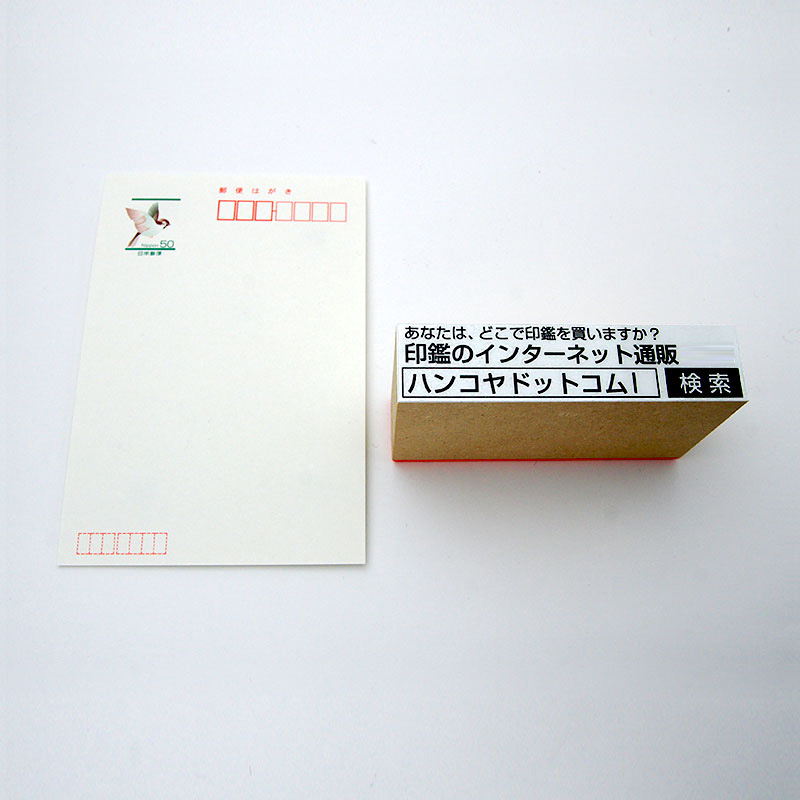 郵便はがき
Nippon 50
日本郵便
あなたは、どこで印鑑を買いますか?
印鑑のインターネット通販
ハンコヤドットコム| 検索